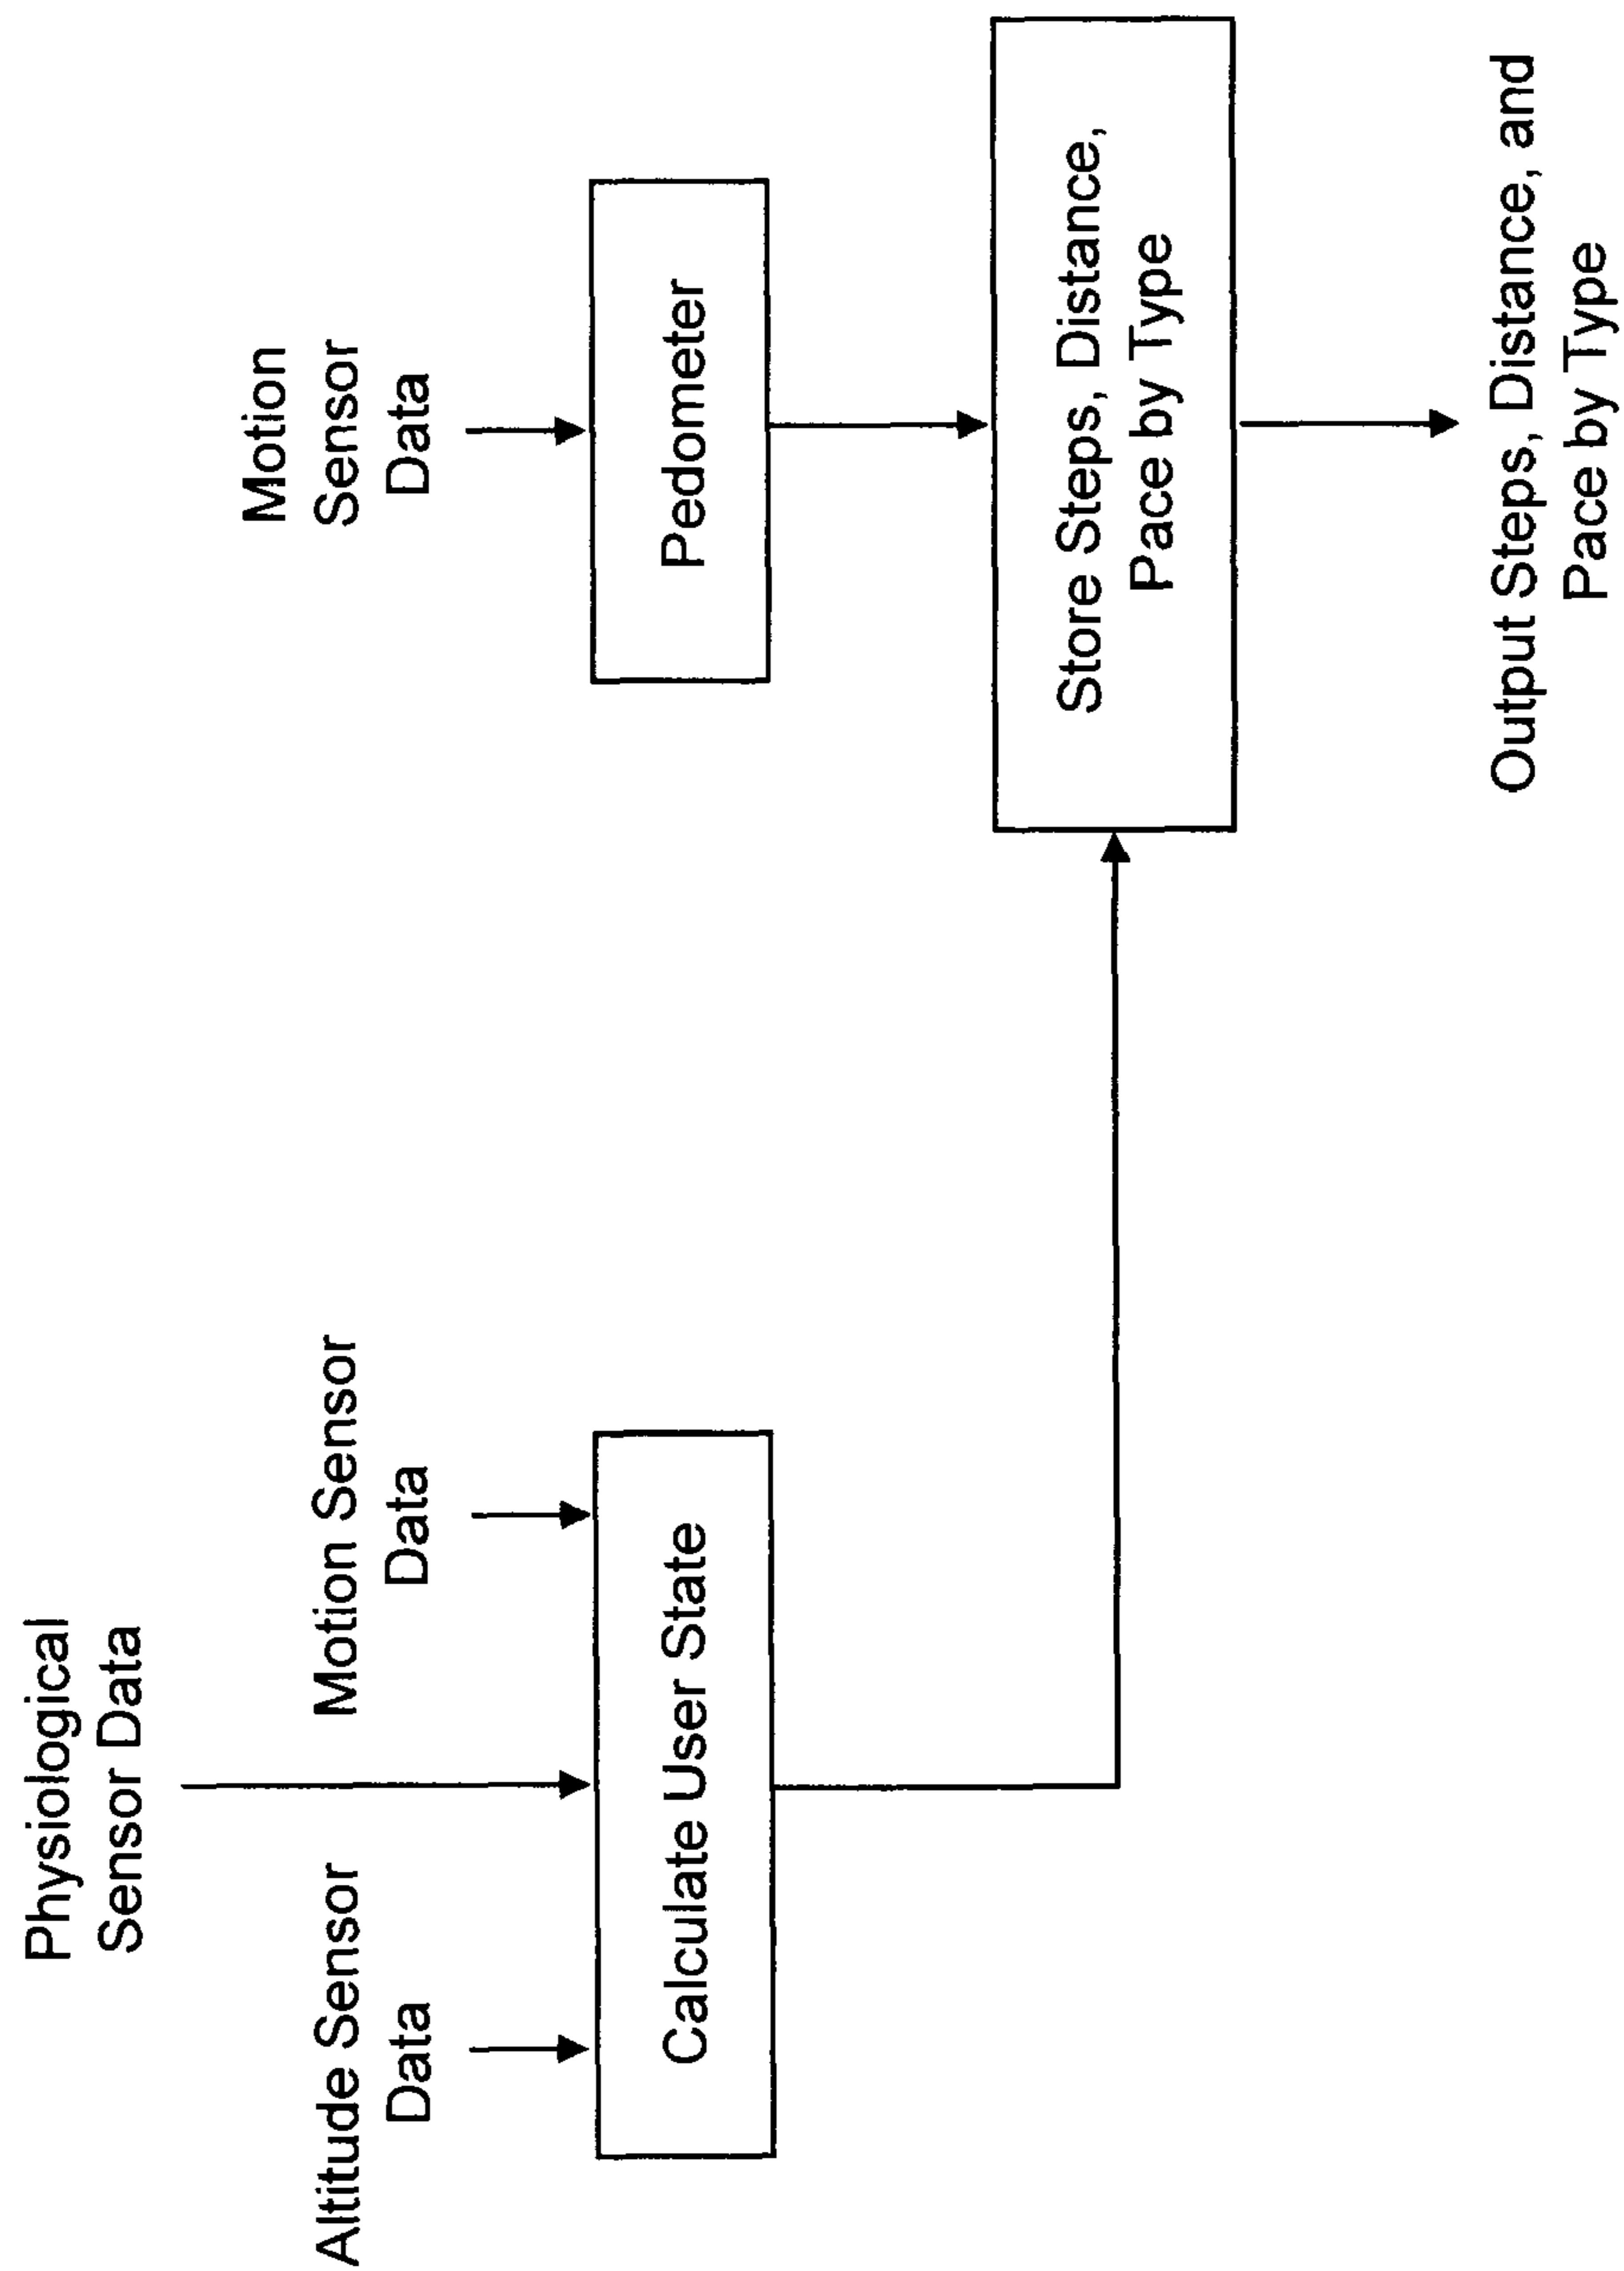 Physiological
Sensor Data
Altitude Sensor
Data
Motion Sensor
Data
Motion
Sensor
Data
Calculate User State
Pedometer
Store Steps, Distance,
Pace by Type
Output Steps, Distance, and
Pace by Type